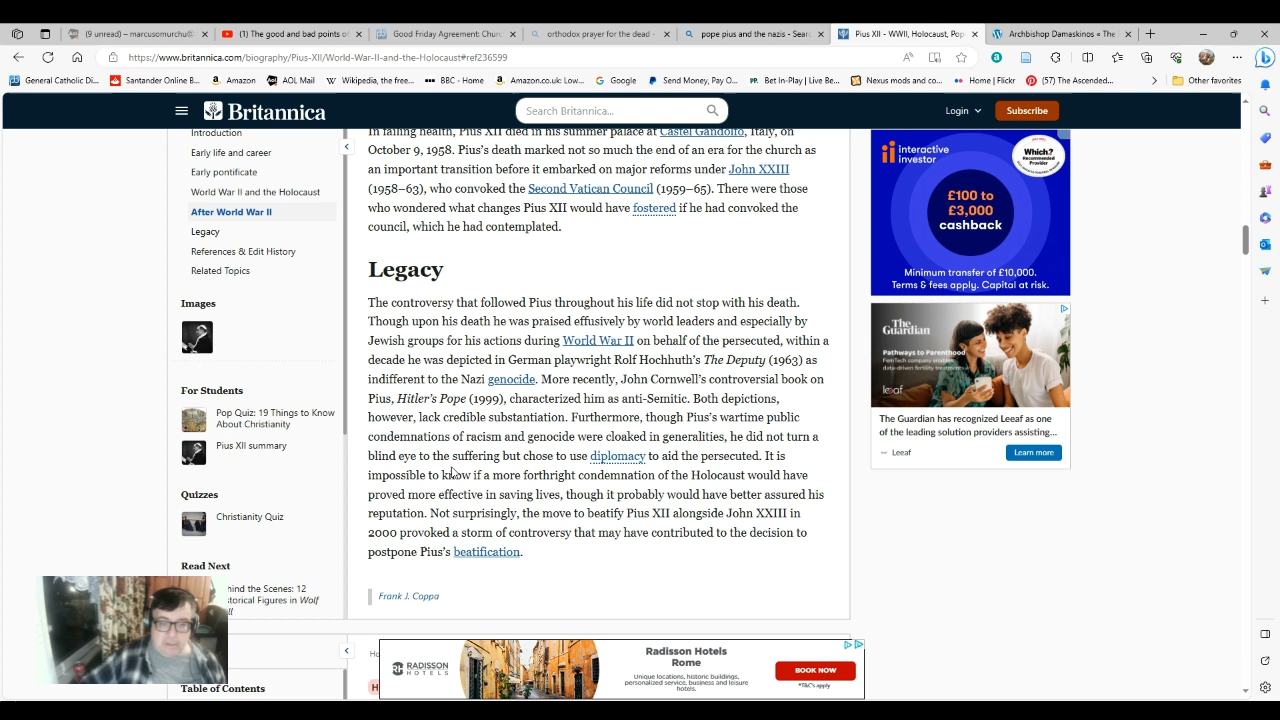 (9 unread) – marcusomurchu@
(1) The good and bad points of
Good Friday Agreement: Churc
orthodox prayer for the dead -
pope pius and the nazis - Search
Pius XII - WWII, Holocaust, Pop
Archbishop Damaskinos « The
https://www.britannica.com/biography/Pius-XII/World-War-II-and-the-Holocaust#ref236599
General Catholic Di...
Santander Online B...
Amazon
AOL Mail
Wikipedia, the free...
BBC - Home
Amazon.co.uk: Low...
Google
Send Money, Pay O...
Bet In-Play | Live Be...
Nexus mods and co...
Home | Flickr
(57) The Ascended...
Other favorites
Britannica
Search Britannica...
Login
Subscribe
Introduction
Early life and career
Early pontificate
World War II and the Holocaust
After World War II
Legacy
References & Edit History
Related Topics
Images
For Students
Pop Quiz: 19 Things to Know
About Christianity
Pius XII summary
Quizzes
Christianity Quiz
Read Next
hind the Scenes: 12
storical Figures in Wolf
ll
Table of Contents
In failing health, Pius XII died in his summer palace at Castel Gandolfo, Italy, on
October 9, 1958. Pius’s death marked not so much the end of an era for the church as
an important transition before it embarked on major reforms under John XXIII
(1958–63), who convoked the Second Vatican Council (1959–65). There were those
who wondered what changes Pius XII would have fostered if he had convoked the
council, which he had contemplated.
Legacy
The controversy that followed Pius throughout his life did not stop with his death.
Though upon his death he was praised effusively by world leaders and especially by
Jewish groups for his actions during World War II on behalf of the persecuted, within a
decade he was depicted in German playwright Rolf Hochhuth’s The Deputy (1963) as
indifferent to the Nazi genocide. More recently, John Cornwell’s controversial book on
Pius, Hitler’s Pope (1999), characterized him as anti-Semitic. Both depictions,
however, lack credible substantiation. Furthermore, though Pius’s wartime public
condemnations of racism and genocide were cloaked in generalities, he did not turn a
blind eye to the suffering but chose to use diplomacy to aid the persecuted. It is
impossible to know if a more forthright condemnation of the Holocaust would have
proved more effective in saving lives, though it probably would have better assured his
reputation. Not surprisingly, the move to beatify Pius XII alongside John XXIII in
2000 provoked a storm of controversy that may have contributed to the decision to
postpone Pius’s beatification.
Frank J. Coppa
Ho
H
RADISSON
HOTELS
Radisson Hotels
Rome
Unique locations, historic buildings,
personalized service, business and leisure
hotels.
BOOK NOW
*T&C's apply
interactive
investor
Which?
Recommended
Provider
£100 to
£3,000
cashback
Minimum transfer of £10,000.
Terms & fees apply. Capital at risk.
The
Guardian
Pathways to Parenthood
FemTech company enables
data-driven fertility treatments
leaf
The Guardian has recognized Leeaf as one
of the leading solution providers assisting...
Leeaf
Learn more